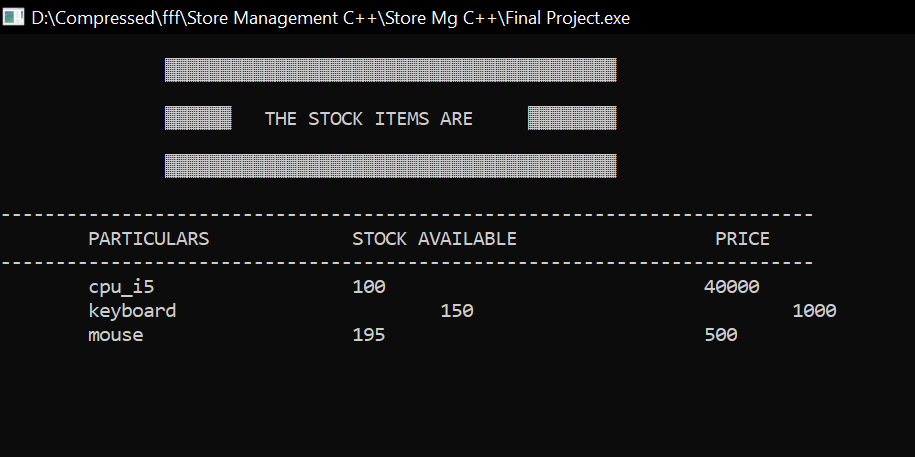 D:\Compressed\fff\Store Management C++\Store Mg C++\Final Project.exe
THE STOCK ITEMS ARE
--------------------------------------------------------------------------
PARTICULARS STOCK AVAILABLE PRICE
--------------------------------------------------------------------------
cpu_i5 100 40000
keyboard 150 1000
mouse 195 500